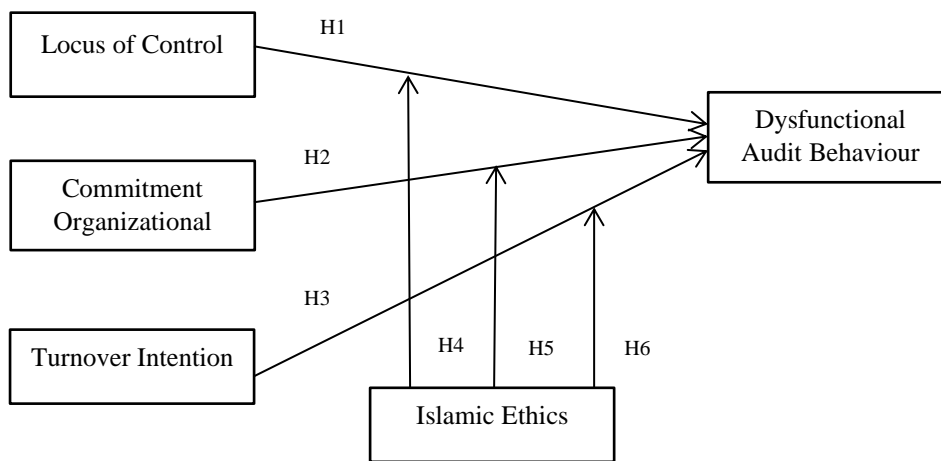 H1
Locus of Control
Dysfunctional
Audit Behaviour
H2
Commitment
Organizational
H3
Turnover Intention
H4
H5
H6
Islamic Ethics